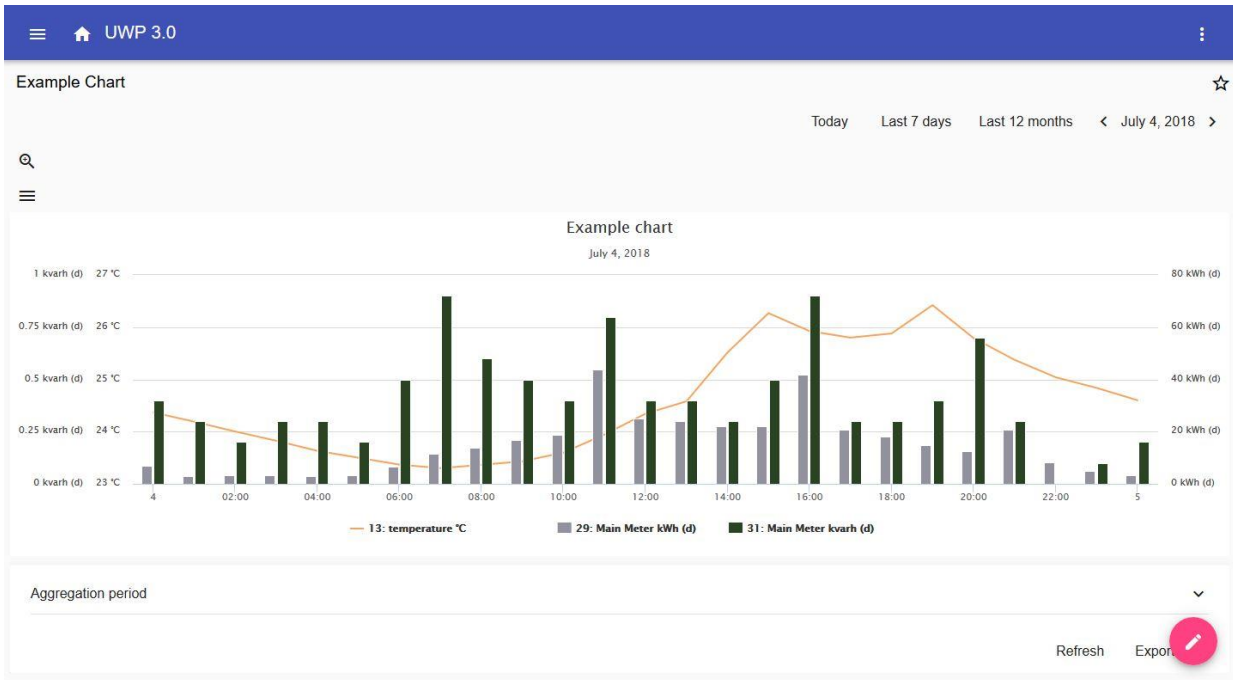 UWP 3.0
Example Chart
Today Last 7 days Last 12 months July 4, 2018
Example chart
July 4, 2018
1 kvarh (d) 27 °C 80 kWh (d)
0.75 kvarh (d) 26 °C 60 kWh (d)
0.5 kvarh (d) 25 °C 40 kWh (d)
0.25 kvarh (d) 24 °C 20 kWh (d)
0 kvarh (d) 23 °C 0 kWh (d)
4 02:00 04:00 06:00 08:00 10:00 12:00 14:00 16:00 18:00 20:00 22:00 5
13: temperature °C 29: Main Meter kWh (d) 31: Main Meter kvarh (d)
Aggregation period
Refresh Export